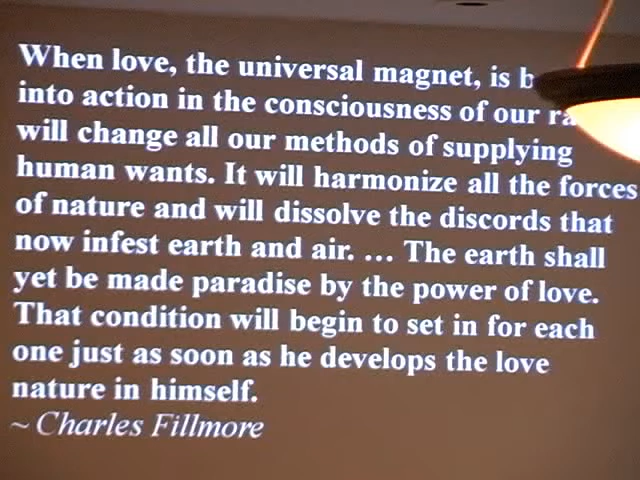 When love, the universal magnet, is
into action in the consciousness of our
will change all our methods of supplying
human wants. It will harmonize all the forces
of nature and will dissolve the discords that
now infest earth and air. ... The earth shall
yet be made paradise by the power of love.
That condition will begin to set in for each
one just as soon as he develops the love
nature in himself.
~ Charles Fillmore